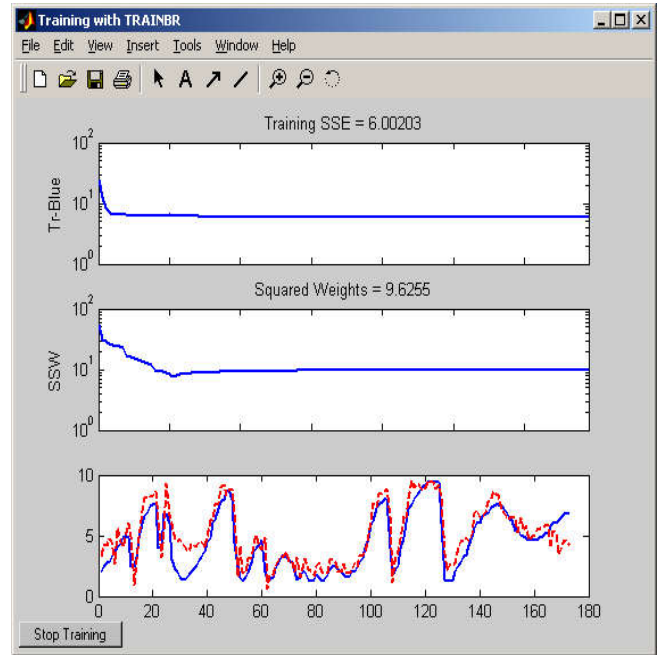 Training with TRAINBR
File Edit View Insert Tools Window Help
A
Training SSE = 6.00203
10^2
10^1
10^0
Tr-Blue
Squared Weights = 9.6255
10^2
10^1
10^0
SSW
10
5
0
0 20 40 60 80 100 120 140 160 180
Stop Training